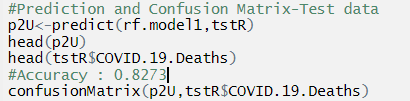 #Prediction and Confusion Matrix-Test data
p2U<-predict(rf.model1,tstR)
head(p2U)
head(tstR$COVID.19.Deaths)
#Accuracy : 0.8273
confusionMatrix(p2U,tstR$COVID.19.Deaths)